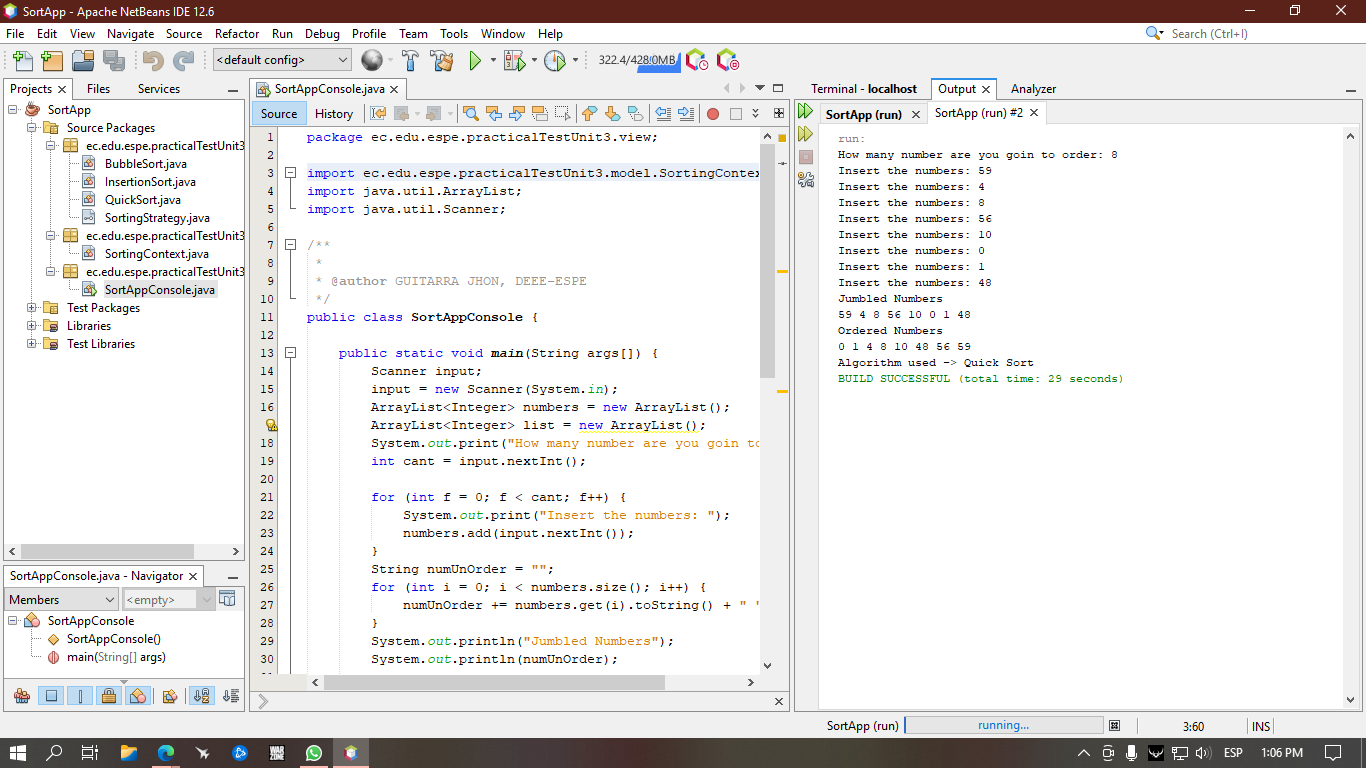 SortApp - Apache NetBeans IDE 12.6
File Edit View Navigate Source Refactor Run Debug Profile Team Tools Window Help
Search (Ctrl+I)
<default config>
322.4/428.0MB
Projects Files Services
SortApp
Source Packages
ec.edu.espe.practicalTestUnit3
BubbleSort.java
InsertionSort.java
QuickSort.java
SortingStrategy.java
ec.edu.espe.practicalTestUnit3
SortingContext.java
ec.edu.espe.practicalTestUnit3
SortAppConsole.java
Test Packages
Libraries
Test Libraries
SortAppConsole.java - Navigator
Members <empty>
SortAppConsole
SortAppConsole()
main(String[] args)
SortAppConsole.java
Source History
1 package ec.edu.espe.practicalTestUnit3.view;
2
3 import ec.edu.espe.practicalTestUnit3.model.SortingContex
4 import java.util.ArrayList;
5 import java.util.Scanner;
6
7 /**
8 *
9 * @author GUITARRA JHON, DEEE-ESPE
10 */
11 public class SortAppConsole {
12
13 public static void main(String args[]) {
14 Scanner input;
15 input = new Scanner(System.in);
16 ArrayList<Integer> numbers = new ArrayList();
ArrayList<Integer> list = new ArrayList();
18 System.out.print("How many number are you goin to
19 int cant = input.nextInt();
20
21 for (int f = 0; f < cant; f++) {
22 System.out.print("Insert the numbers: ");
23 numbers.add(input.nextInt());
24 }
25 String numUnOrder = "";
26 for (int i = 0; i < numbers.size(); i++) {
27 numUnOrder += numbers.get(i).toString() + " "
28 }
29 System.out.println("Jumbled Numbers");
30 System.out.println(numUnOrder);
Terminal - localhost Output Analyzer
SortApp (run) SortApp (run) #2
run:
How many number are you goin to order: 8
Insert the numbers: 59
Insert the numbers: 4
Insert the numbers: 8
Insert the numbers: 56
Insert the numbers: 10
Insert the numbers: 0
Insert the numbers: 1
Insert the numbers: 48
Jumbled Numbers
59 4 8 56 10 0 1 48
Ordered Numbers
0 1 4 8 10 48 56 59
Algorithm used -> Quick Sort
BUILD SUCCESSFUL (total time: 29 seconds)
SortApp (run) running... 3:60 INS
WAR ZONE
ESP 1:06 PM